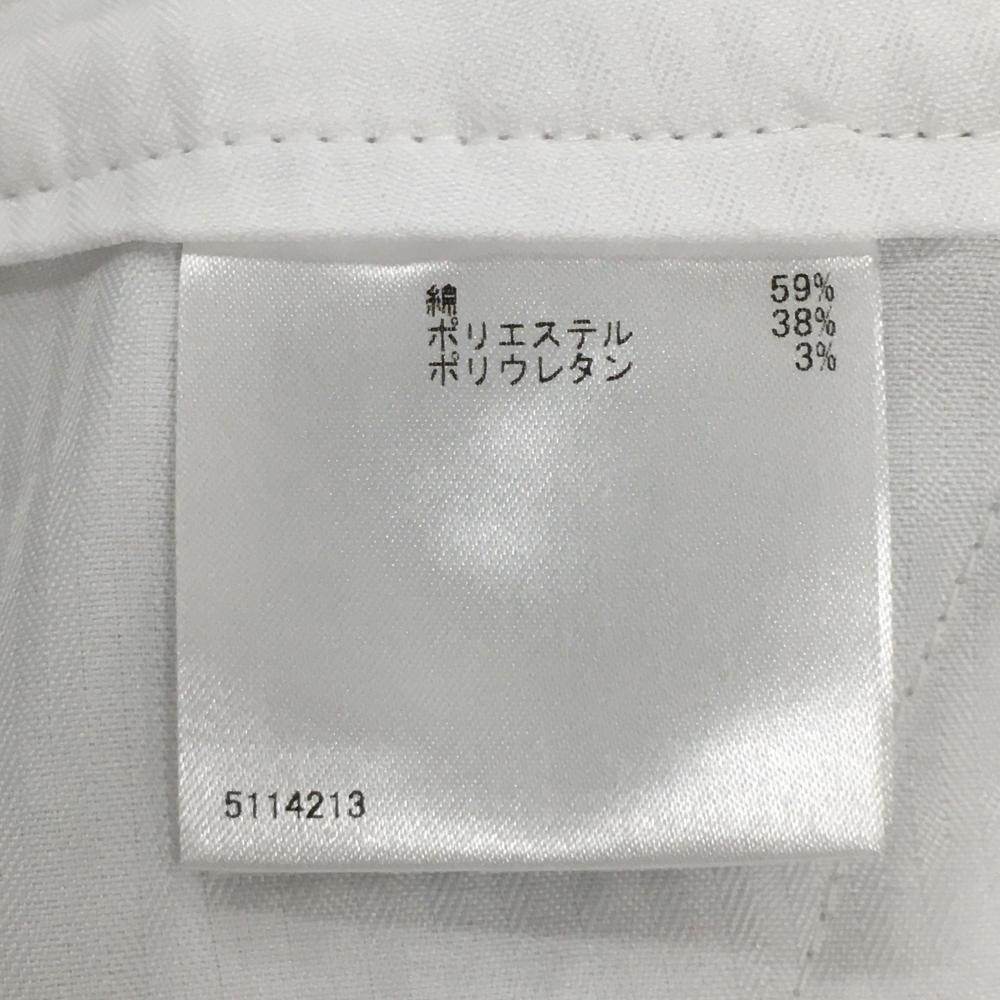 綿 59%
ポリエステル 38%
ポリウレタン 3%
5114213